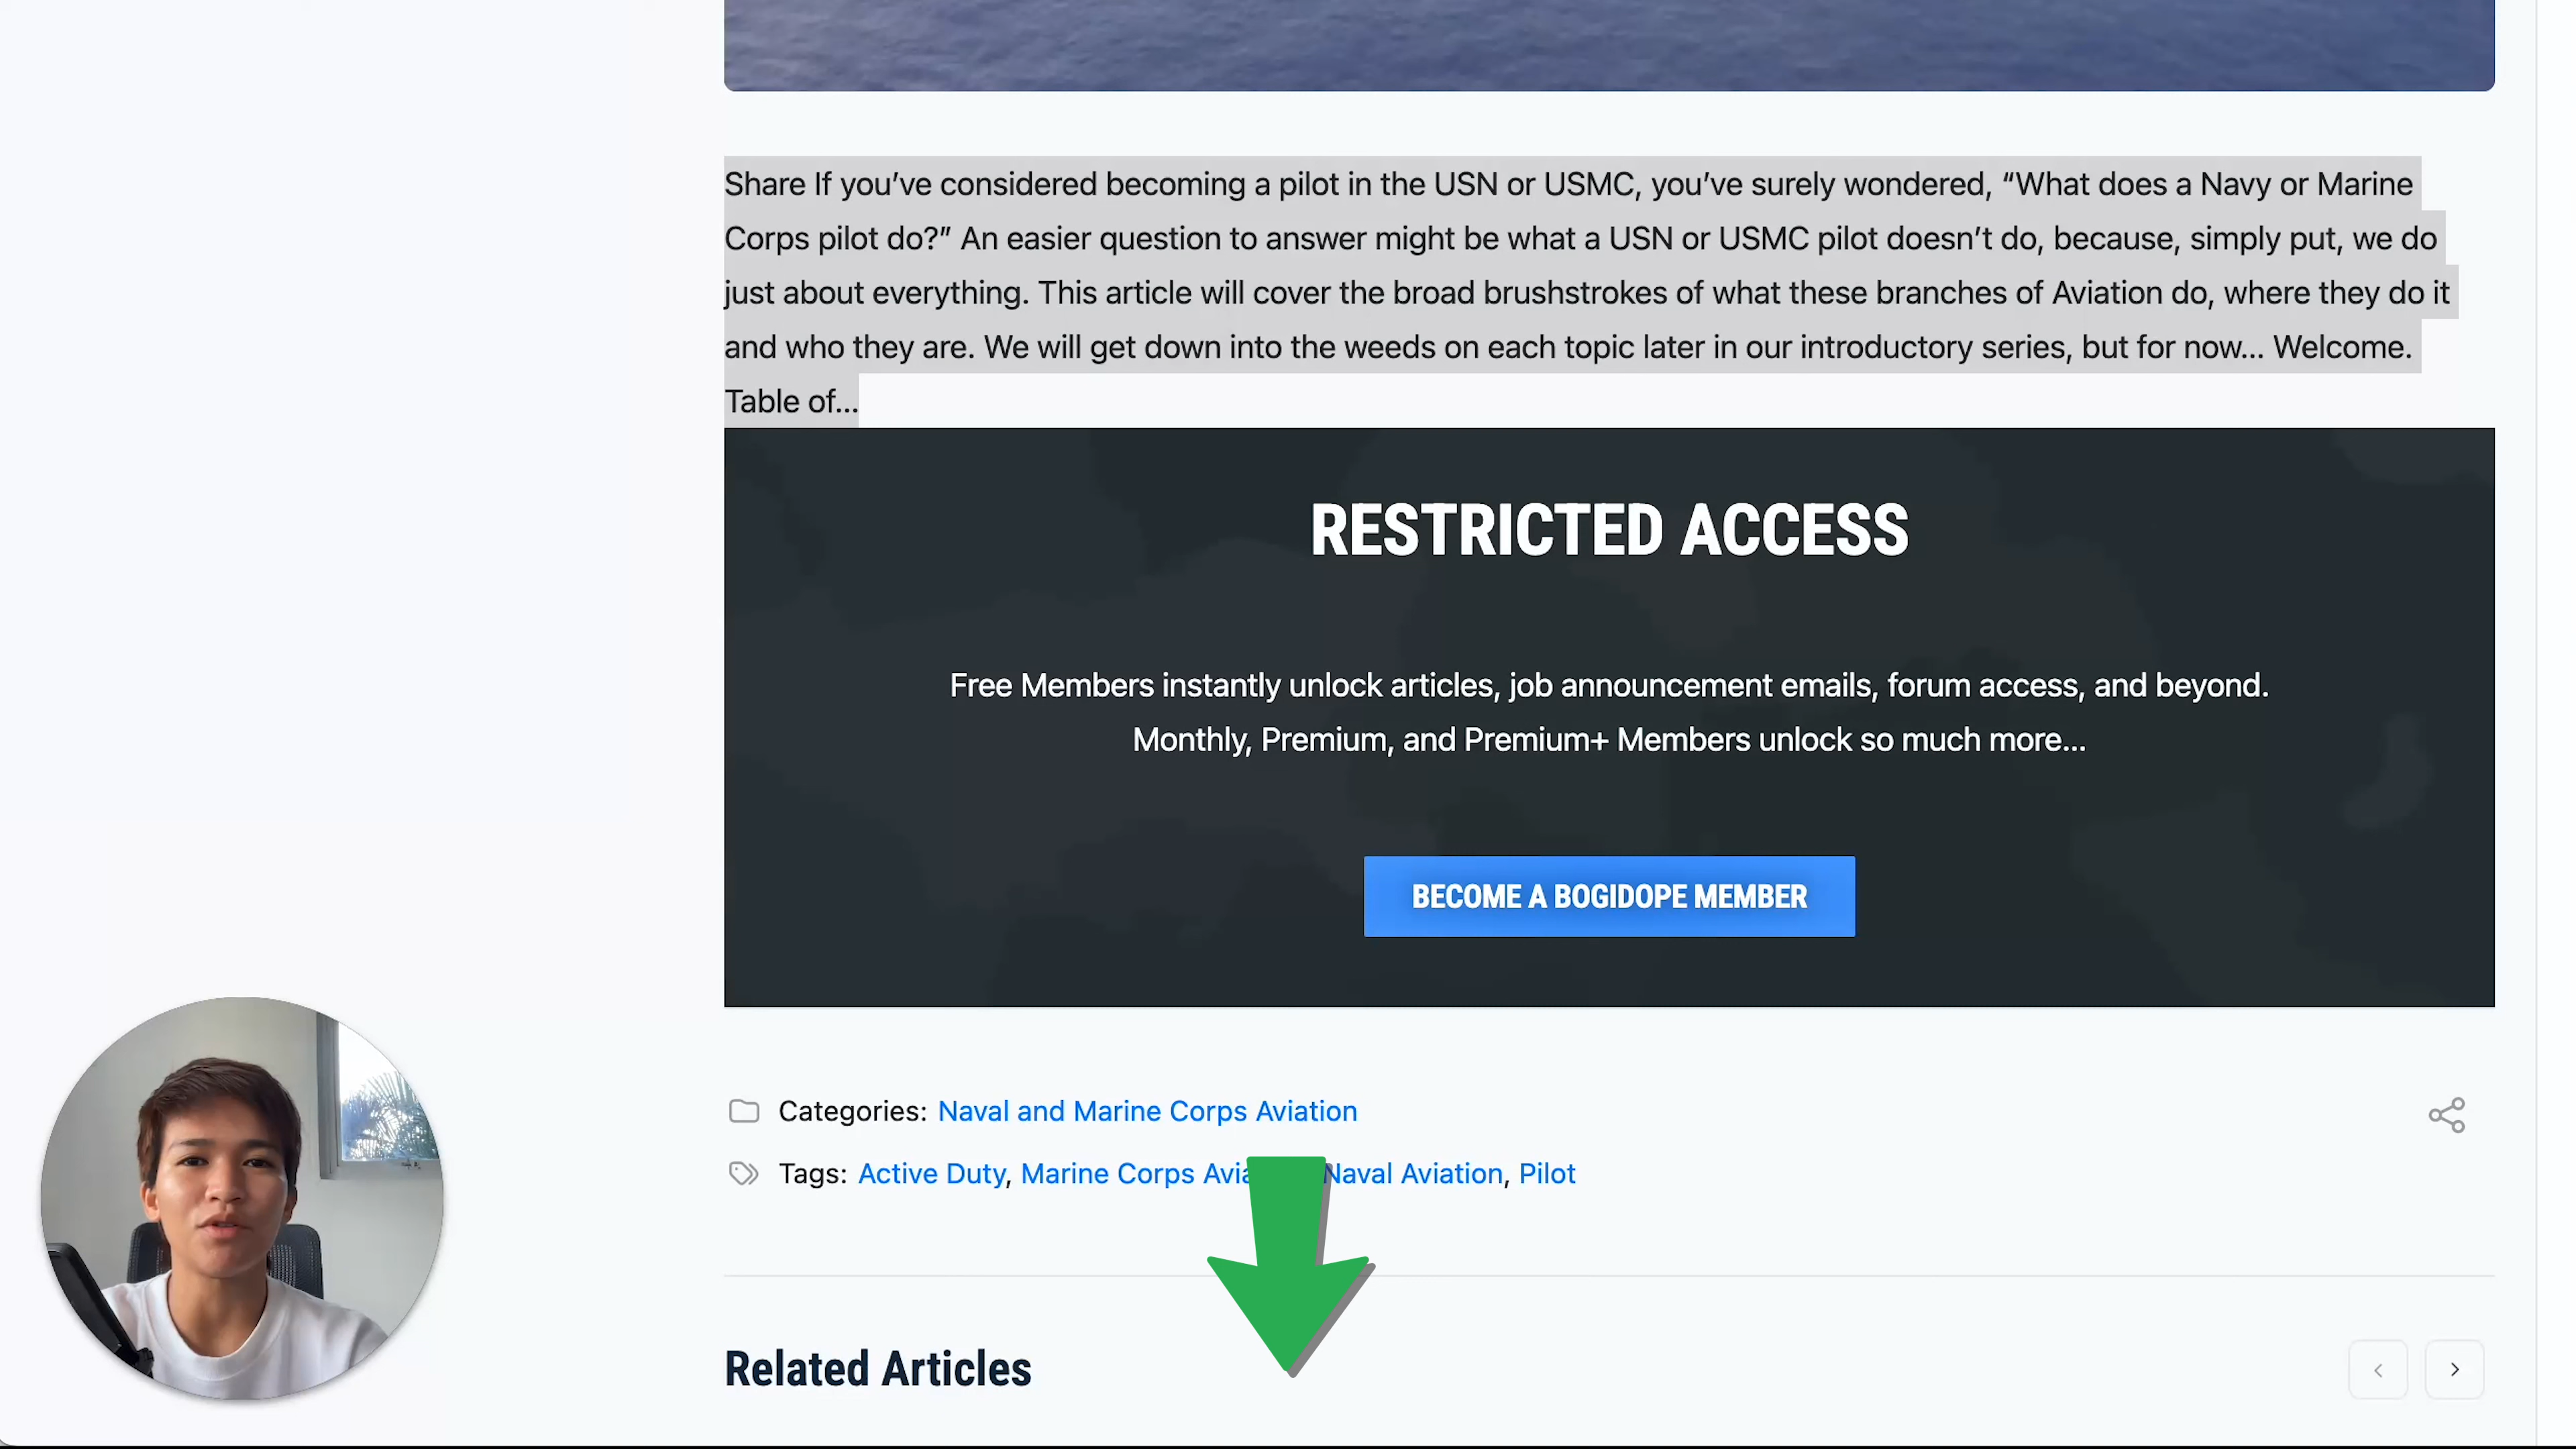 Share If you’ve considered becoming a pilot in the USN or USMC, you’ve surely wondered, “What does a Navy or Marine
Corps pilot do?” An easier question to answer might be what a USN or USMC pilot doesn’t do, because, simply put, we do
just about everything. This article will cover the broad brushstrokes of what these branches of Aviation do, where they do it
and who they are. We will get down into the weeds on each topic later in our introductory series, but for now... Welcome.
Table of...
RESTRICTED ACCESS
Free Members instantly unlock articles, job announcement emails, forum access, and beyond.
Monthly, Premium, and Premium+ Members unlock so much more...
BECOME A BOGIDOPE MEMBER
Categories: Naval and Marine Corps Aviation
Tags: Active Duty, Marine Corps Naval Aviation, Pilot
Related Articles